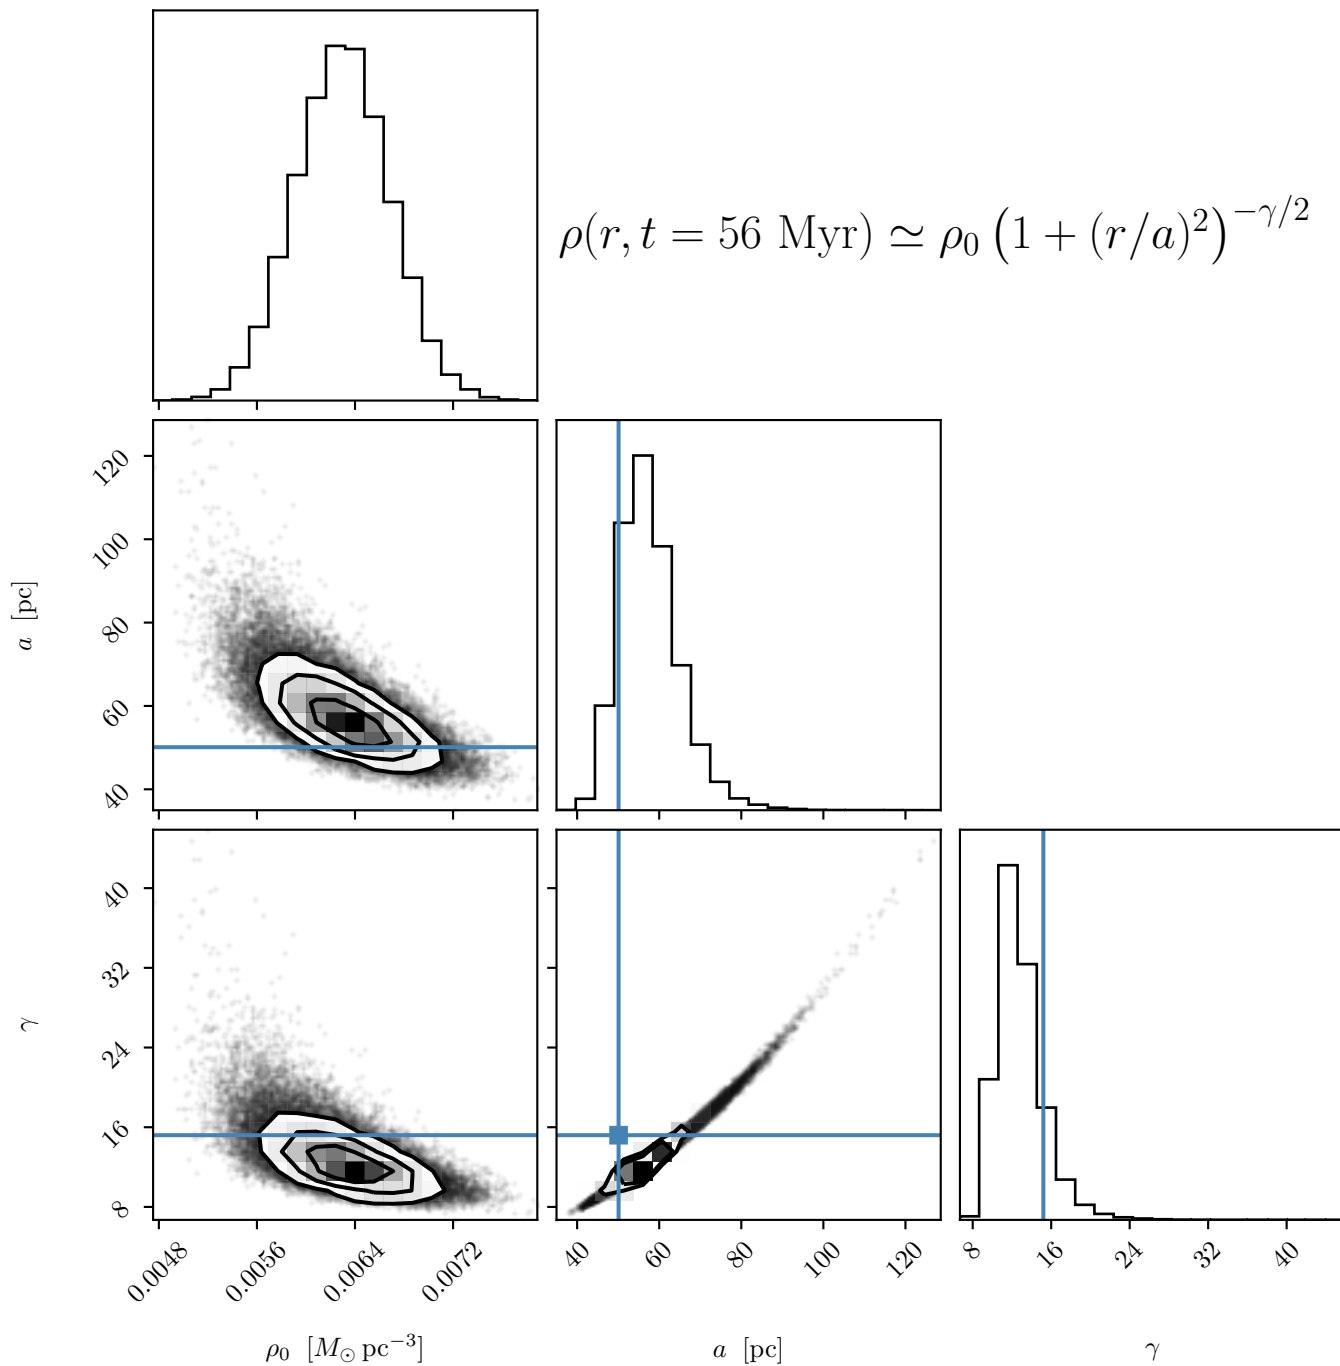 ρ(r, t = 56 Myr) ≃ ρ₀ (1 + (r/a)²)^{−γ/2}
120
100
80
60
40
a [pc]
40
32
24
16
8
γ
0.0048 0.0056 0.0064 0.0072
40 60 80 100 120
8 16 24 32 40
ρ₀ [M☉ pc⁻³]
a [pc]
γ